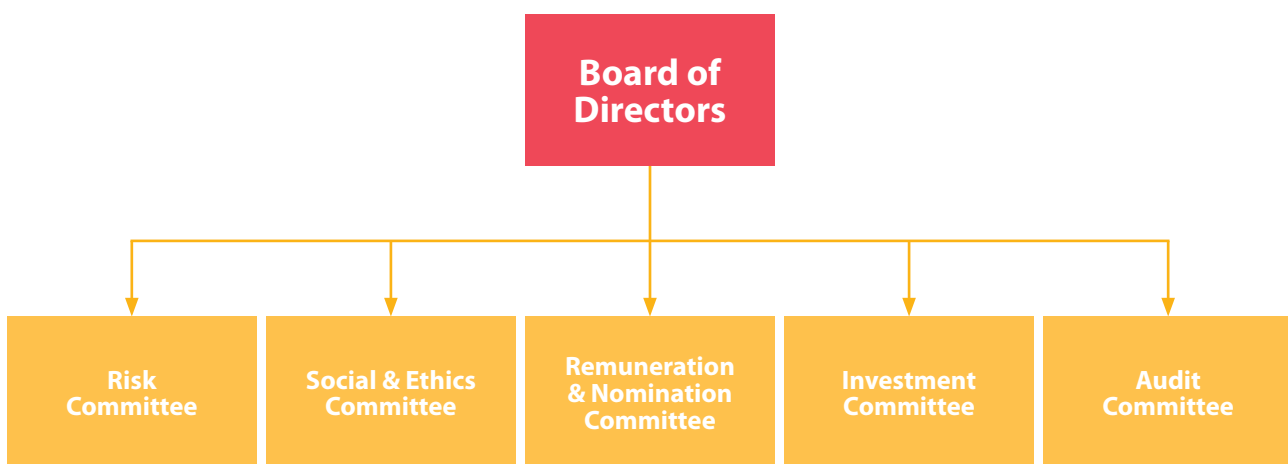 Board of
Directors
Risk
Committee
Social & Ethics
Committee
Remuneration
& Nomination
Committee
Investment
Committee
Audit
Committee